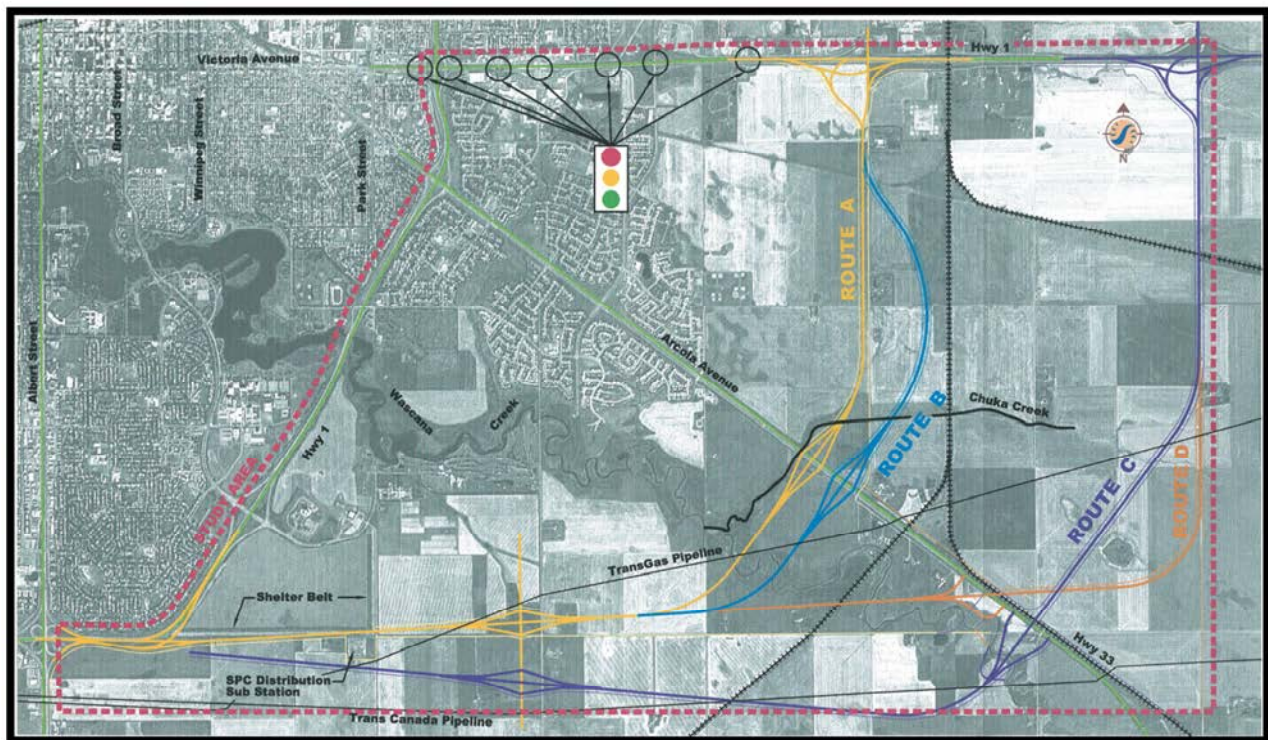 Victoria Avenue
Hwy 1
Broad Street
Winnipeg Street
Park Street
N
ROUTE A
Albert Street
Arcola Avenue
Wascana
Creek
Hwy 1
ROUTE B
Chuka Creek
STUDY AREA
ROUTE C
ROUTE D
TransGas Pipeline
Shelter Belt
Hwy 33
SPC Distribution
Sub Station
Trans Canada Pipeline